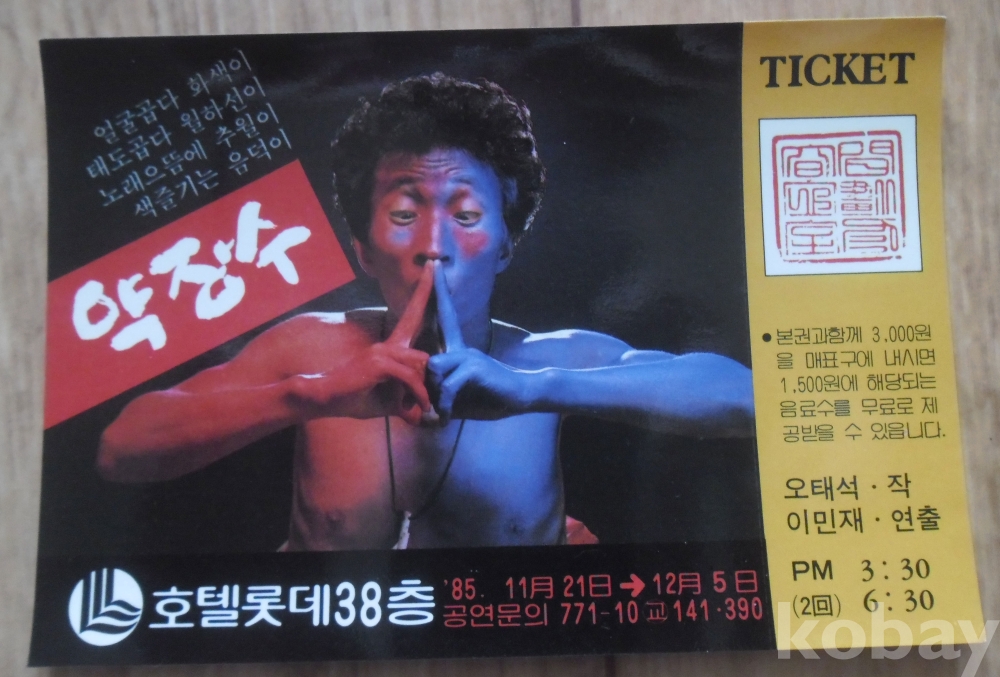 얼굴곱다 화색이
태도곱다 월하선이
노래으뜸에 추월이
색즐기는 음덕이
약장수
호텔롯데38층
'85. 11月 21日 → 12月 5日
공연문의 771-10 교 141·390
TICKET
●본권과함께 3.000원
을 매표구에 내시면
1.500원에 해당되는
음료수를 무료로 제
공받을 수 있읍니다.
오태석·작
이민재·연출
PM 3:30
(2回) 6:30
kobay